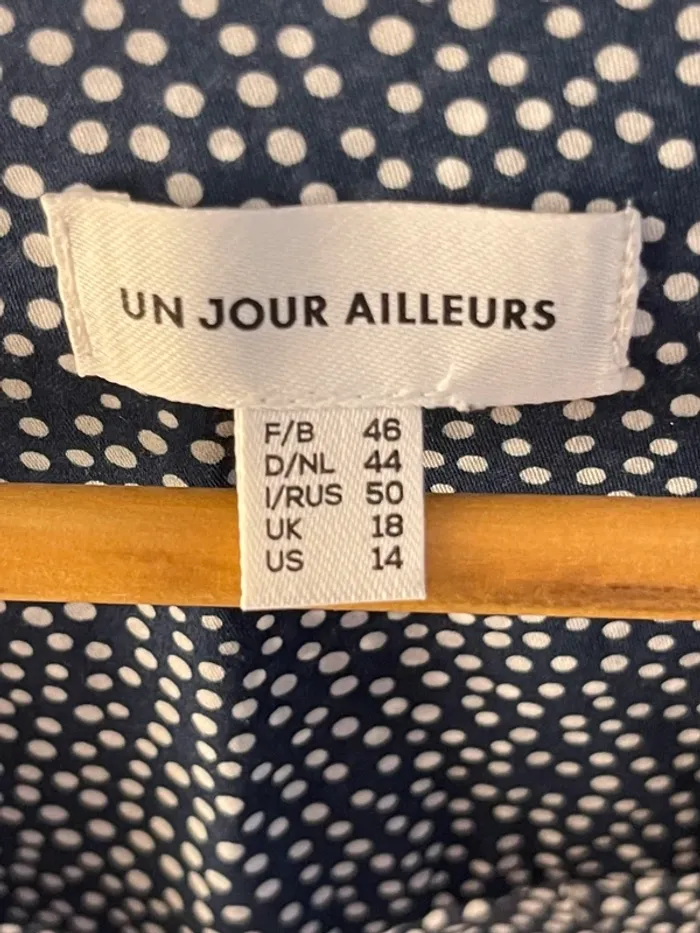 UN JOUR AILLEURS
F/B 46
D/NL 44
I/RUS 50
UK 18
US 14